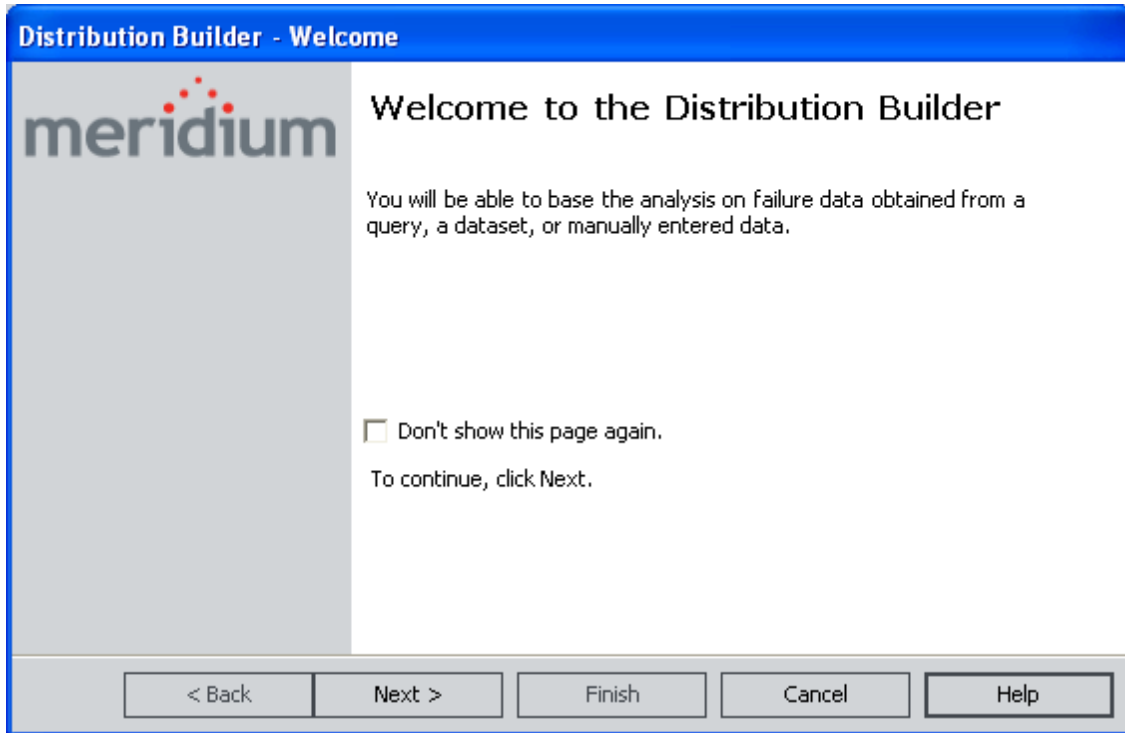 Distribution Builder - Welcome
meridium
Welcome to the Distribution Builder
You will be able to base the analysis on failure data obtained from a
query, a dataset, or manually entered data.
Don't show this page again.
To continue, click Next.
< Back
Next >
Finish
Cancel
Help